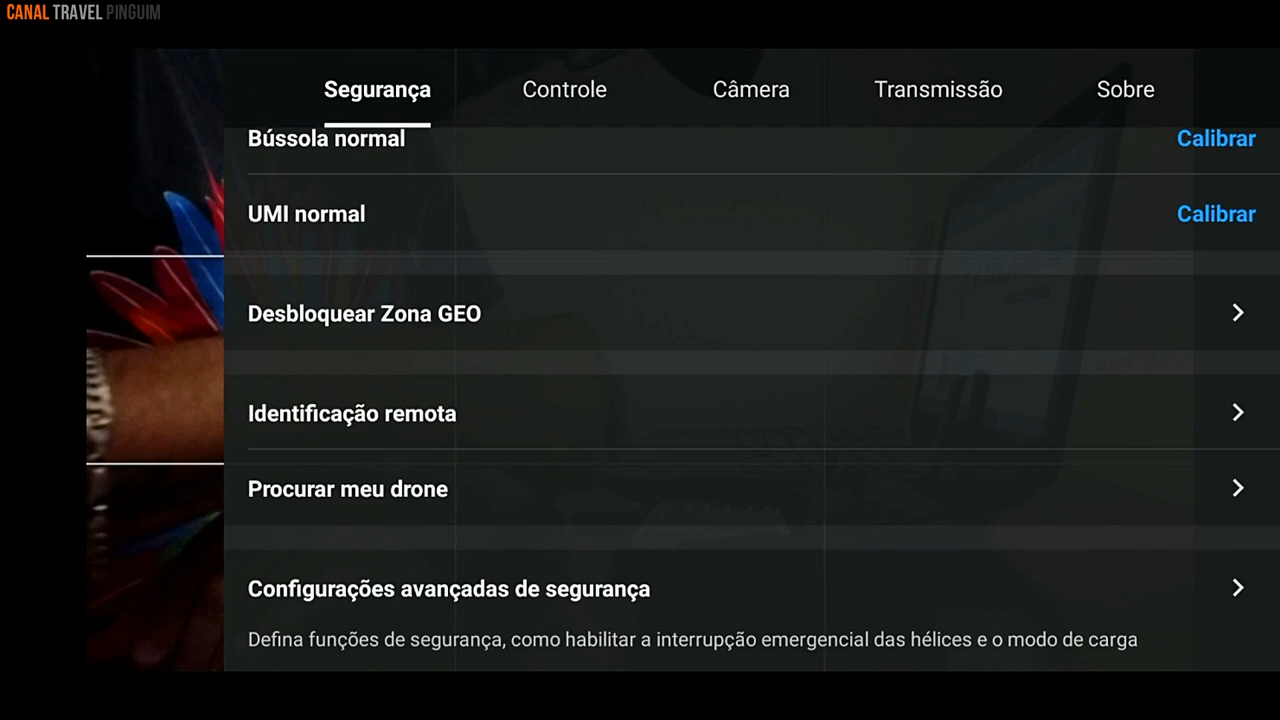 CANAL TRAVEL PINGUIM
Segurança Controle Câmera Transmissão Sobre
Bússola normal Calibrar
UMI normal Calibrar
Desbloquear Zona GEO
Identificação remota
Procurar meu drone
Configurações avançadas de segurança
Defina funções de segurança, como habilitar a interrupção emergencial das hélices e o modo de carga